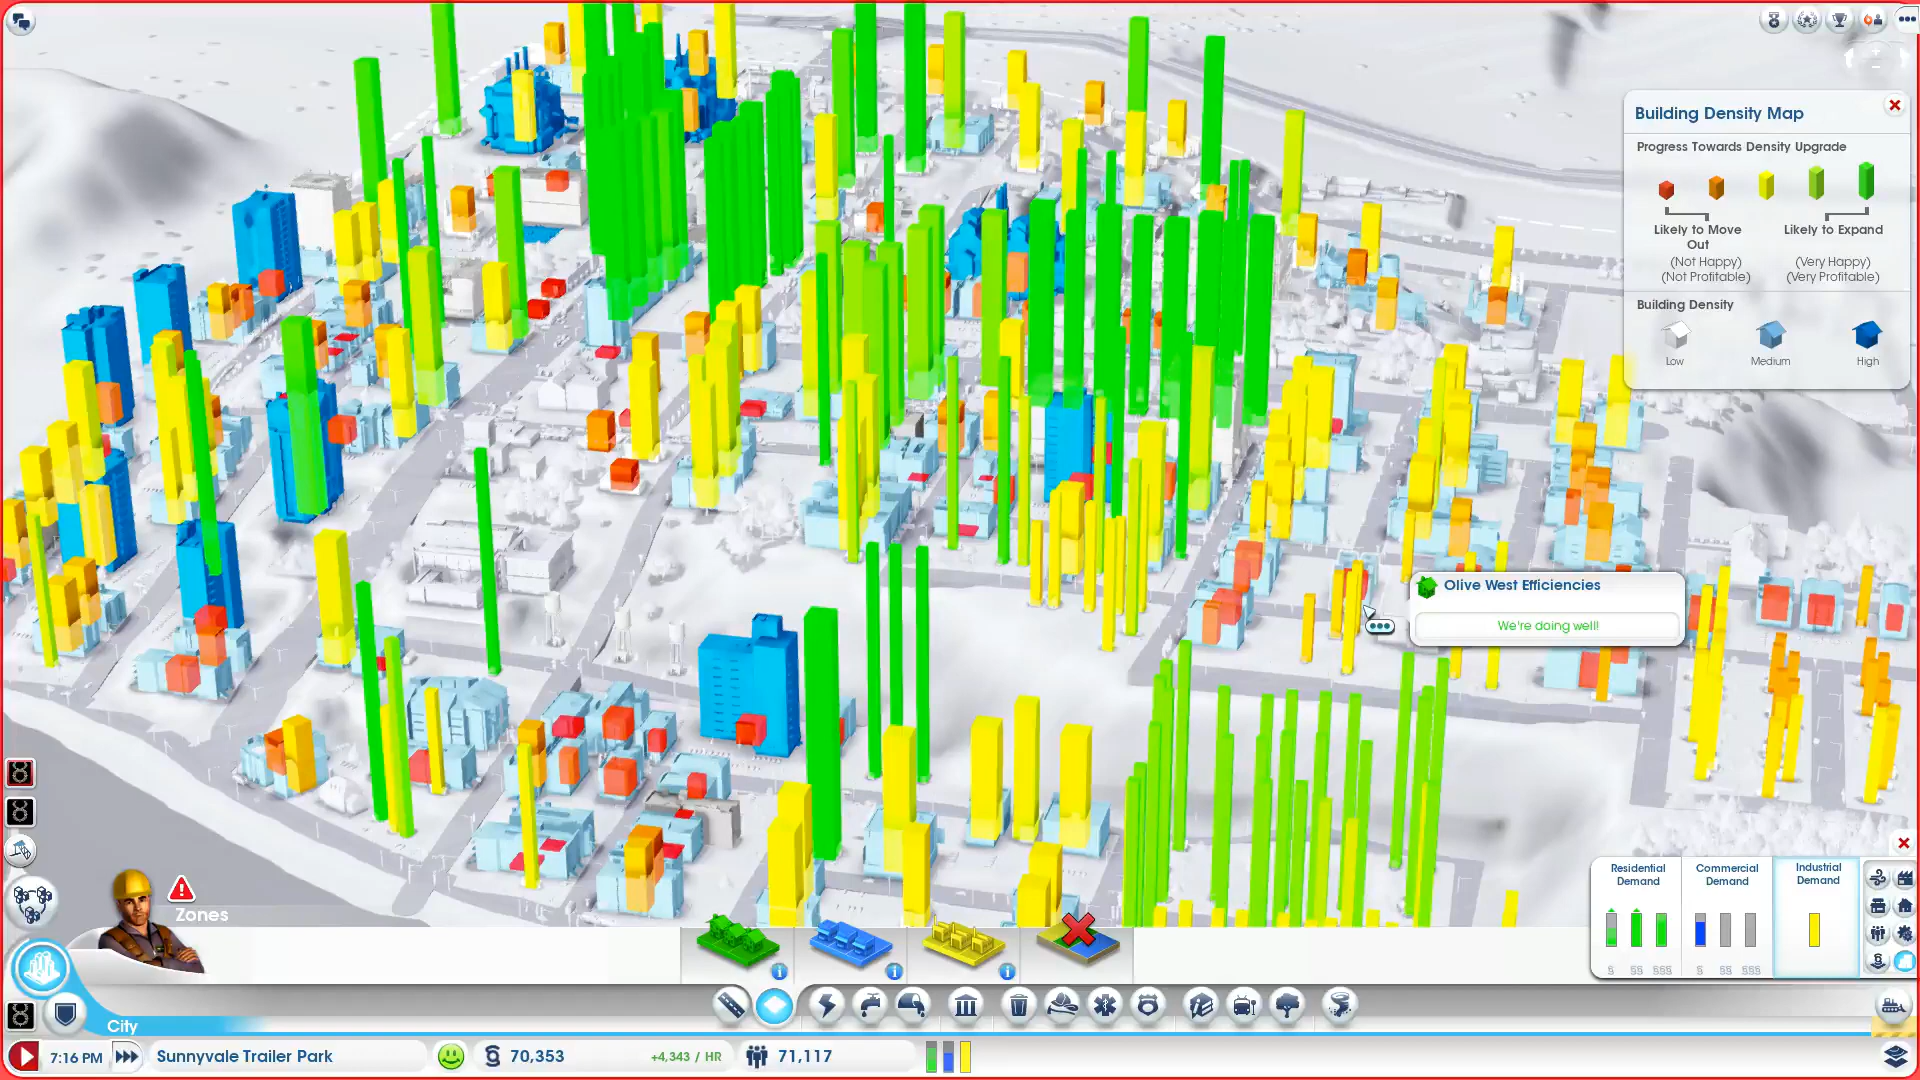 Building Density Map
Progress Towards Density Upgrade
Likely to Move
Out
(Not Happy)
(Not Profitable)
Likely to Expand
(Very Happy)
(Very Profitable)
Building Density
Low
Medium
High
Olive West Efficiencies
We're doing well!
Residential
Demand
Commercial
Demand
Industrial
Demand
§ §§ §§§
§ §§ §§§
Zones
City
7:16 PM
Sunnyvale Trailer Park
70,353
+4,343 / HR
71,117